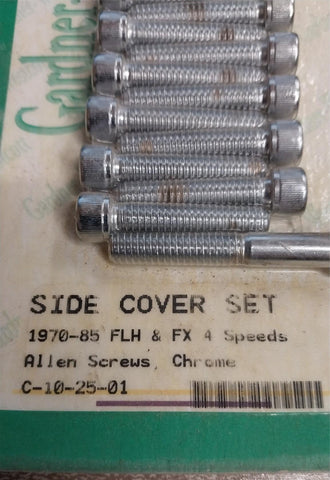 Gardner-
SIDE COVER SET
1970-85 FLH & FX 4 Speeds
Allen Screws, Chrome
C-10-25-01